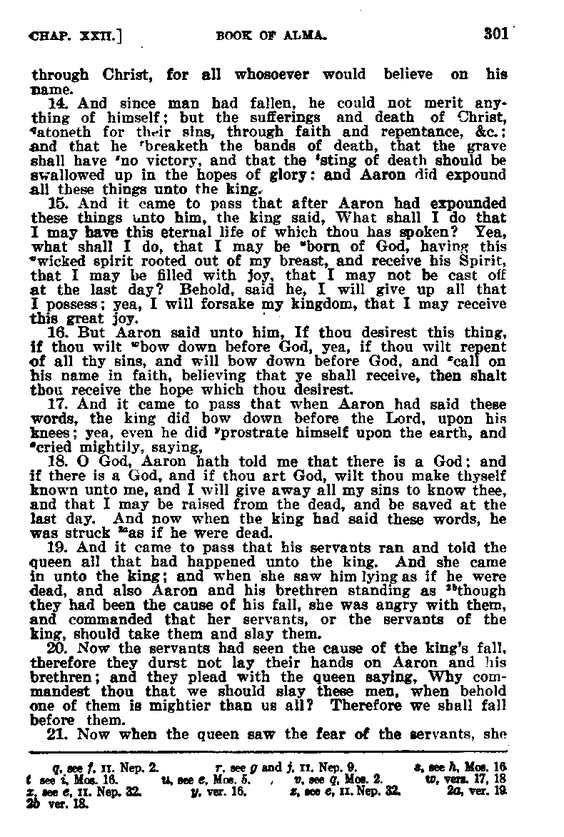 CHAP. XXII.] BOOK OF ALMA. 301
through Christ, for all whosoever would believe on his
name.
14. And since man had fallen, he could not merit any-
thing of himself; but the sufferings and death of Christ,
qatoneth for their sins, through faith and repentance, &c.;
and that he rbreaketh the bands of death, that the grave
shall have sno victory, and that the tsting of death should be
swallowed up in the hopes of glory: and Aaron did expound
all these things unto the king.
15. And it came to pass that after Aaron had expounded
these things unto him, the king said, What shall I do that
I may have this eternal life of which thou has spoken? Yea,
what shall I do, that I may be uborn of God, having this
vwicked spirit rooted out of my breast, and receive his Spirit,
that I may be filled with joy, that I may not be cast off
at the last day? Behold, said he, I will give up all that
I possess; yea, I will forsake my kingdom, that I may receive
this great joy.
16. But Aaron said unto him, If thou desirest this thing,
if thou wilt wbow down before God, yea, if thou wilt repent
of all thy sins, and will bow down before God, and xcall on
his name in faith, believing that ye shall receive, then shalt
thou receive the hope which thou desirest.
17. And it came to pass that when Aaron had said these
words, the king did bow down before the Lord, upon his
knees; yea, even he did yprostrate himself upon the earth, and
zcried mightily, saying,
18. O God, Aaron hath told me that there is a God; and
if there is a God, and if thou art God, wilt thou make thyself
known unto me, and I will give away all my sins to know thee,
and that I may be raised from the dead, and be saved at the
last day. And now when the king had said these words, he
was struck 2aas if he were dead.
19. And it came to pass that his servants ran and told the
queen all that had happened unto the king. And she came
in unto the king; and when she saw him lying as if he were
dead, and also Aaron and his brethren standing as 2bthough
they had been the cause of his fall, she was angry with them,
and commanded that her servants, or the servants of the
king, should take them and slay them.
20. Now the servants had seen the cause of the king's fall,
therefore they durst not lay their hands on Aaron and his
brethren; and they plead with the queen saying, Why com-
mandest thou that we should slay these men, when behold
one of them is mightier than us all? Therefore we shall fall
before them.
21. Now when the queen saw the fear of the servants, she
q, see f, II. Nep. 2. r. see g and j, II. Nep. 9. s, see h, Mos. 16
t see i, Mos. 16. u, see e, Mos. 5. v, see q, Mos. 2. w, vers. 17, 18
x, see e, II. Nep. 32. y, ver. 16. z, see e, II. Nep. 32. 2a, ver. 19.
2b ver. 18.